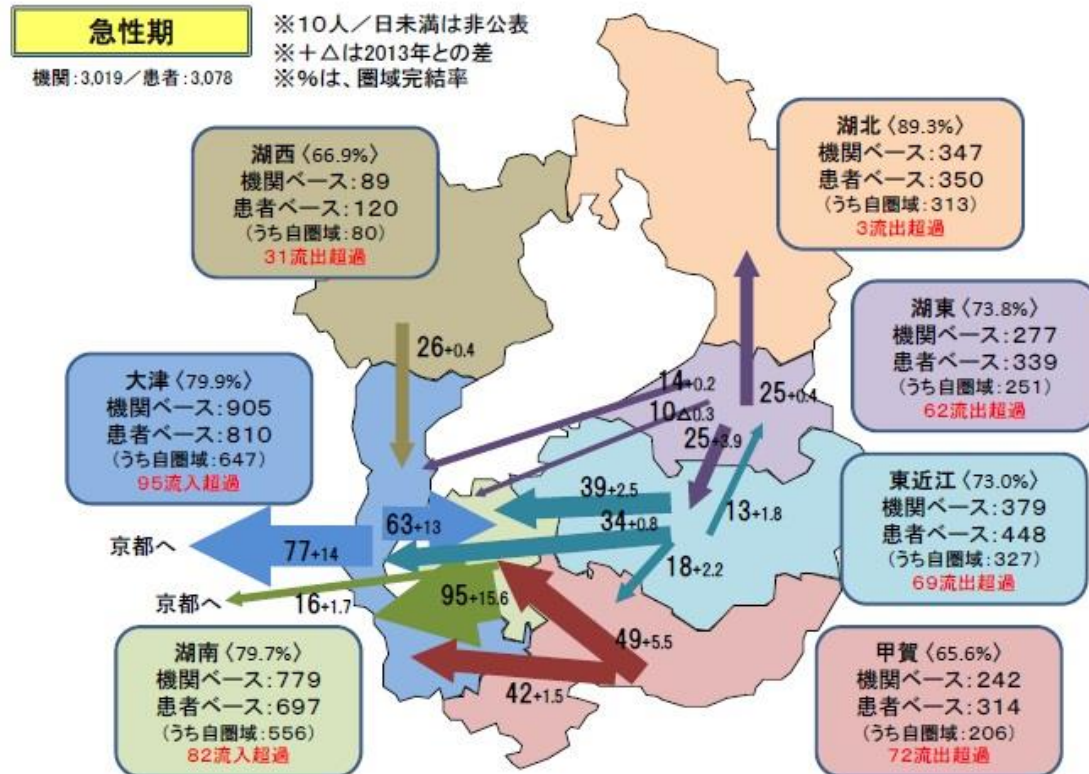 急性期
機関:3,019/患者:3,078
※10人/日未満は非公表
※+△は2013年との差
※%は、圏域完結率
湖西〈66.9%〉
機関ベース:89
患者ベース:120
(うち自圏域:80)
31流出超過
湖北〈89.3%〉
機関ベース:347
患者ベース:350
(うち自圏域:313)
3流出超過
湖東〈73.8%〉
機関ベース:277
患者ベース:339
(うち自圏域:251)
62流出超過
大津〈79.9%〉
機関ベース:905
患者ベース:810
(うち自圏域:647)
95流入超過
東近江〈73.0%〉
機関ベース:379
患者ベース:448
(うち自圏域:327)
69流出超過
湖南〈79.7%〉
機関ベース:779
患者ベース:697
(うち自圏域:556)
82流入超過
甲賀〈65.6%〉
機関ベース:242
患者ベース:314
(うち自圏域:206)
72流出超過
26+0.4
14+0.2
10△0.3
25+0.4
25+3.9
39+2.5
34+0.8
13+1.8
18+2.2
63+13
京都へ
77+14
京都へ
16+1.7
95+15.6
49+5.5
42+1.5